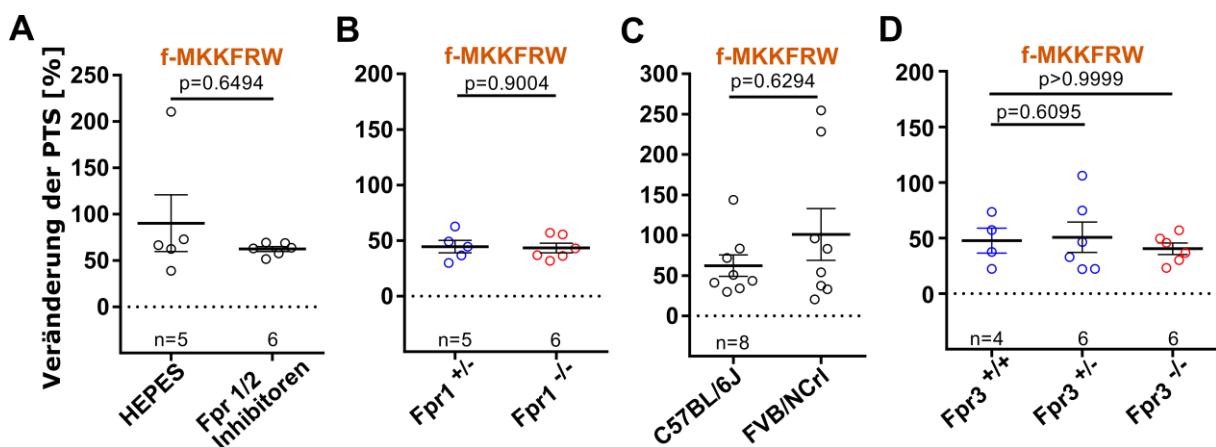 A
f-MKKFRW
p=0.6494
Veränderung der PTS [%]
250
200
150
100
50
0
n=5
6
HEPES
Fpr 1/2
Inhibitoren
B
f-MKKFRW
p=0.9004
200
150
100
50
0
n=5
6
Fpr1 +/-
Fpr1 -/-
C
f-MKKFRW
p=0.6294
300
250
200
150
100
50
0
n=8
C57BL/6J
FVB/NCrl
D
f-MKKFRW
p>0.9999
p=0.6095
200
150
100
50
0
n=4
6
6
Fpr3 +/+
Fpr3 +/-
Fpr3 -/-